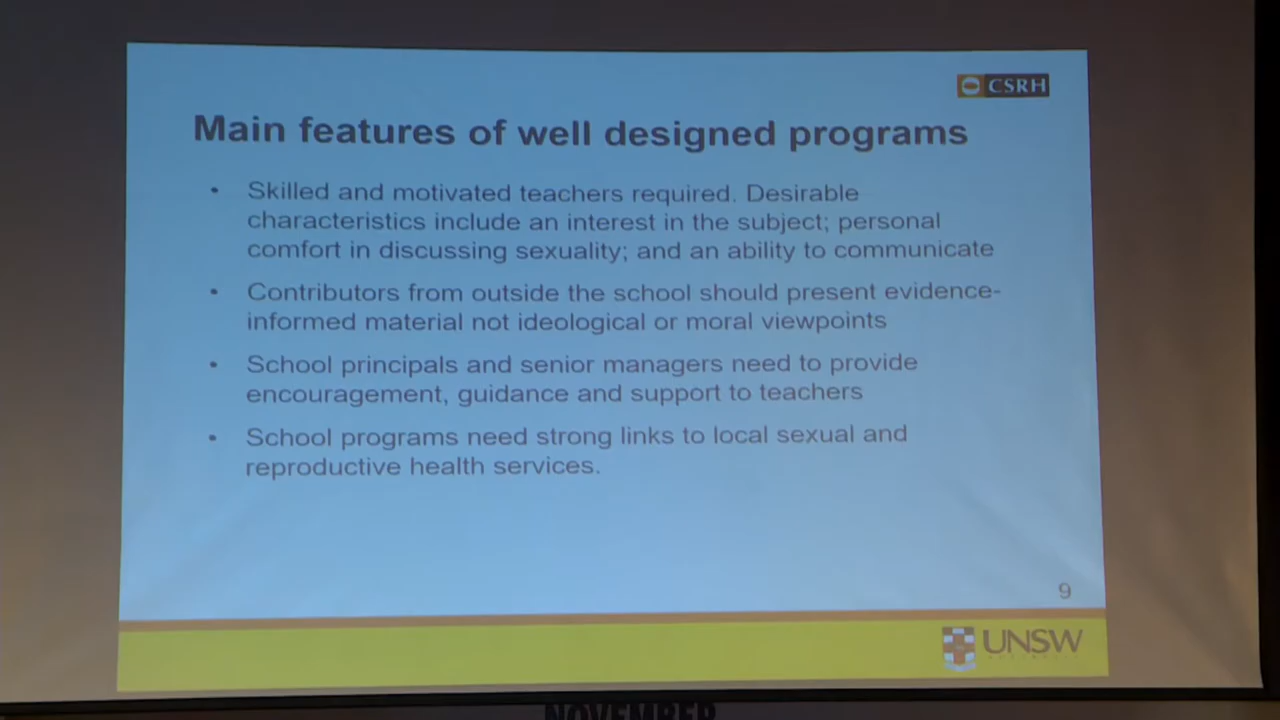 CSRH
Main features of well designed programs
• Skilled and motivated teachers required. Desirable
characteristics include an interest in the subject; personal
comfort in discussing sexuality; and an ability to communicate
• Contributors from outside the school should present evidence-
informed material not ideological or moral viewpoints
• School principals and senior managers need to provide
encouragement, guidance and support to teachers
• School programs need strong links to local sexual and
reproductive health services.
9
UNSW
NOVEMBER